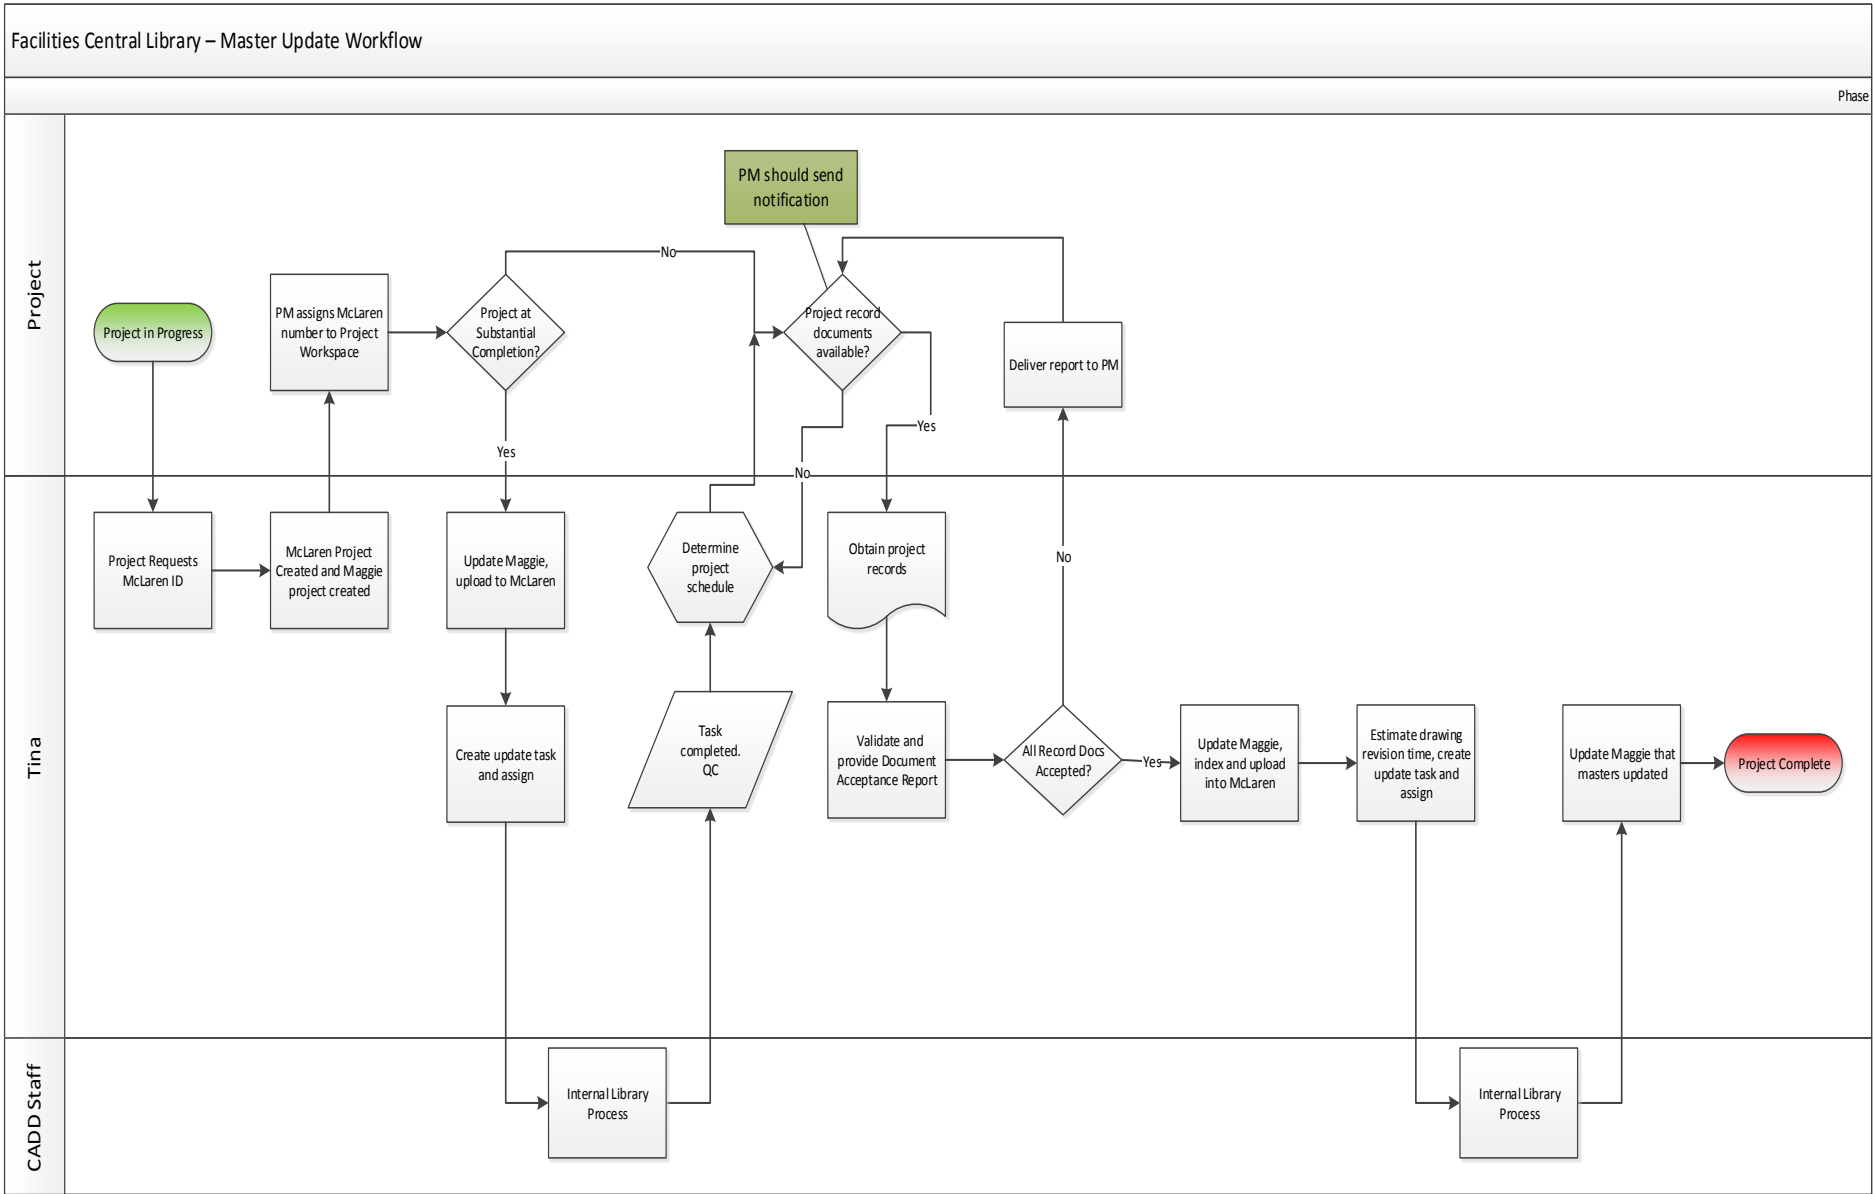 Facilities Central Library – Master Update Workflow
Phase
Project
PM should send
notification
No
Project in Progress
PM assigns McLaren
number to Project
Workspace
Project at
Substantial
Completion?
Project record
documents
available?
Deliver report to PM
Yes
Yes
No
Tina
Project Requests
McLaren ID
McLaren Project
Created and Maggie
project created
Update Maggie,
upload to McLaren
Determine
project
schedule
Obtain project
records
No
Create update task
and assign
Task
completed.
QC
Validate and
provide Document
Acceptance Report
All Record Docs
Accepted?
Yes
Update Maggie,
index and upload
into McLaren
Estimate drawing
revision time, create
update task and
assign
Update Maggie that
masters updated
Project Complete
CADD Staff
Internal Library
Process
Internal Library
Process